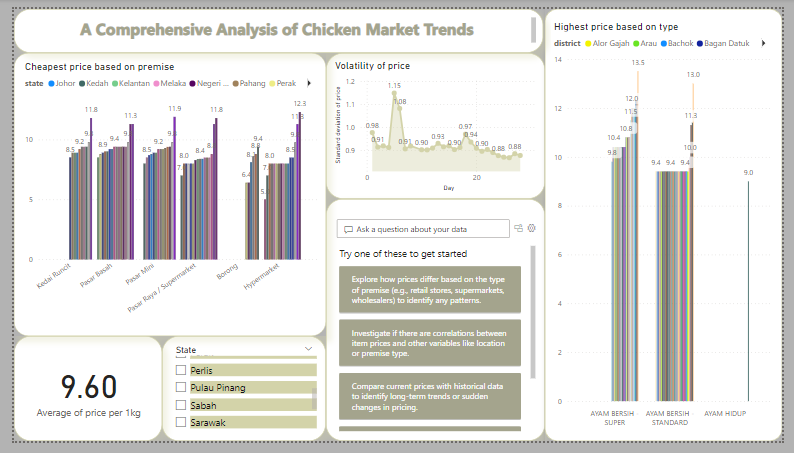 A Comprehensive Analysis of Chicken Market Trends
Cheapest price based on premise
state Johor Kedah Kelantan Melaka Negeri ... Pahang Perak
10
5
0
8.5 9.2 11.8
8.9 9.4 11.3
8.5 9.2 11.9
8.0 8.4 11.8
6.4 9.4
8.0 8.5 12.3
Kedai Runcit
Pasar Basah
Pasar Mini
Pasar Raya / Supermarket
Borong
Hypermarket
9.60
Average of price per 1kg
State
Perlis
Pulau Pinang
Sabah
Sarawak
Volatility of price
Standard deviation of price
1.2
1.1
1.0
0.9
0.98 0.91 1.15 1.08 0.91 0.90 0.93 0.90 0.97 0.94 0.90 0.88 0.88
0 20
Day
Ask a question about your data
Try one of these to get started
Explore how prices differ based on the type
of premise (e.g., retail stores, supermarkets,
wholesalers) to identify any patterns.
Investigate if there are correlations between
item prices and other variables like location
or premise type.
Compare current prices with historical data
to identify long-term trends or sudden
changes in pricing.
Highest price based on type
district Alor Gajah Arau Bachok Bagan Datuk
14
12
10
8
6
4
2
0
9.8 10.4 10.8 11.5 12.0 13.5
9.4 9.4 9.4 10.0 11.3 13.0
9.0
AYAM BERSIH -
SUPER
AYAM BERSIH -
STANDARD
AYAM HIDUP